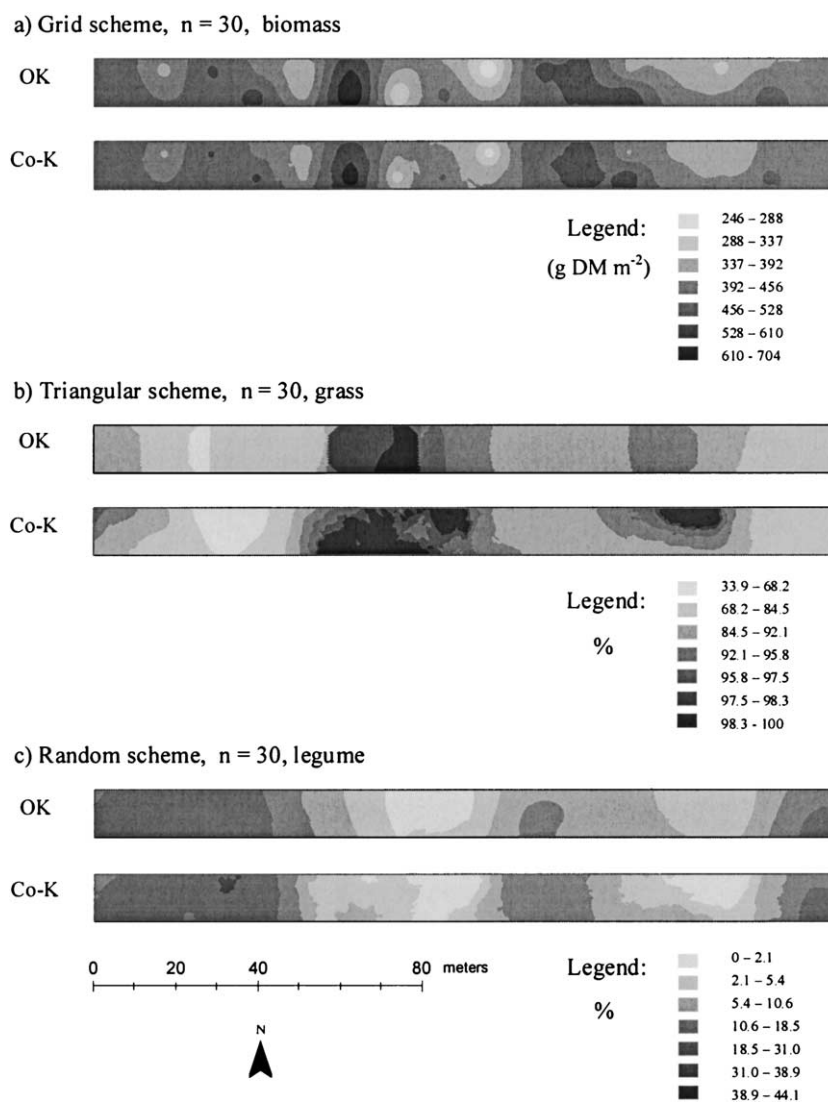 a) Grid scheme, n = 30, biomass
OK
Co-K
Legend:
(g DM m-2)
246 – 288
288 – 337
337 – 392
392 – 456
456 – 528
528 – 610
610 - 704
b) Triangular scheme, n = 30, grass
OK
Co-K
Legend:
%
33.9 – 68.2
68.2 – 84.5
84.5 – 92.1
92.1 – 95.8
95.8 – 97.5
97.5 – 98.3
98.3 - 100
c) Random scheme, n = 30, legume
OK
Co-K
0 20 40 80 meters
N
Legend:
%
0 – 2.1
2.1 – 5.4
5.4 – 10.6
10.6 – 18.5
18.5 – 31.0
31.0 – 38.9
38.9 – 44.1